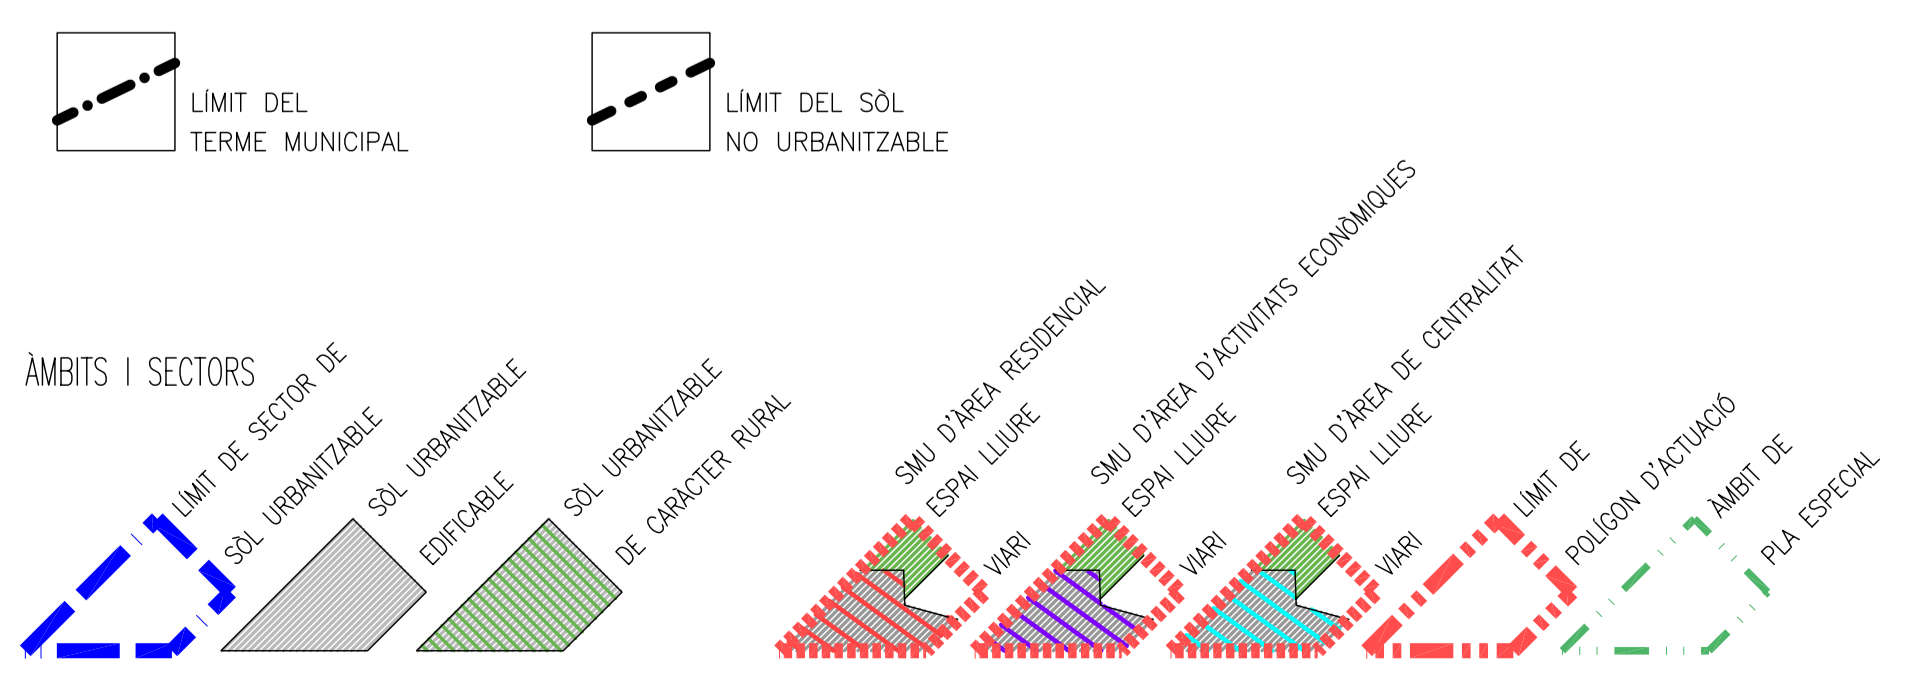 LÍMIT DEL
TERME MUNICIPAL
LÍMIT DEL SÒL
NO URBANITZABLE
ÀMBITS I SECTORS
LÍMIT DE SECTOR DE
SÒL URBANITZABLE
SÒL URBANITZABLE
EDIFICABLE
SÒL URBANITZABLE
DE CARÀCTER RURAL
SMU D'ÀREA RESIDENCIAL
ESPAI LLIURE
VIARI
SMU D'ÀREA D'ACTIVITATS ECONÒMIQUES
ESPAI LLIURE
VIARI
SMU D'ÀREA DE CENTRALITAT
ESPAI LLIURE
VIARI
LÍMIT DE
POLÍGON D'ACTUACIÓ
ÀMBIT DE
PLA ESPECIAL